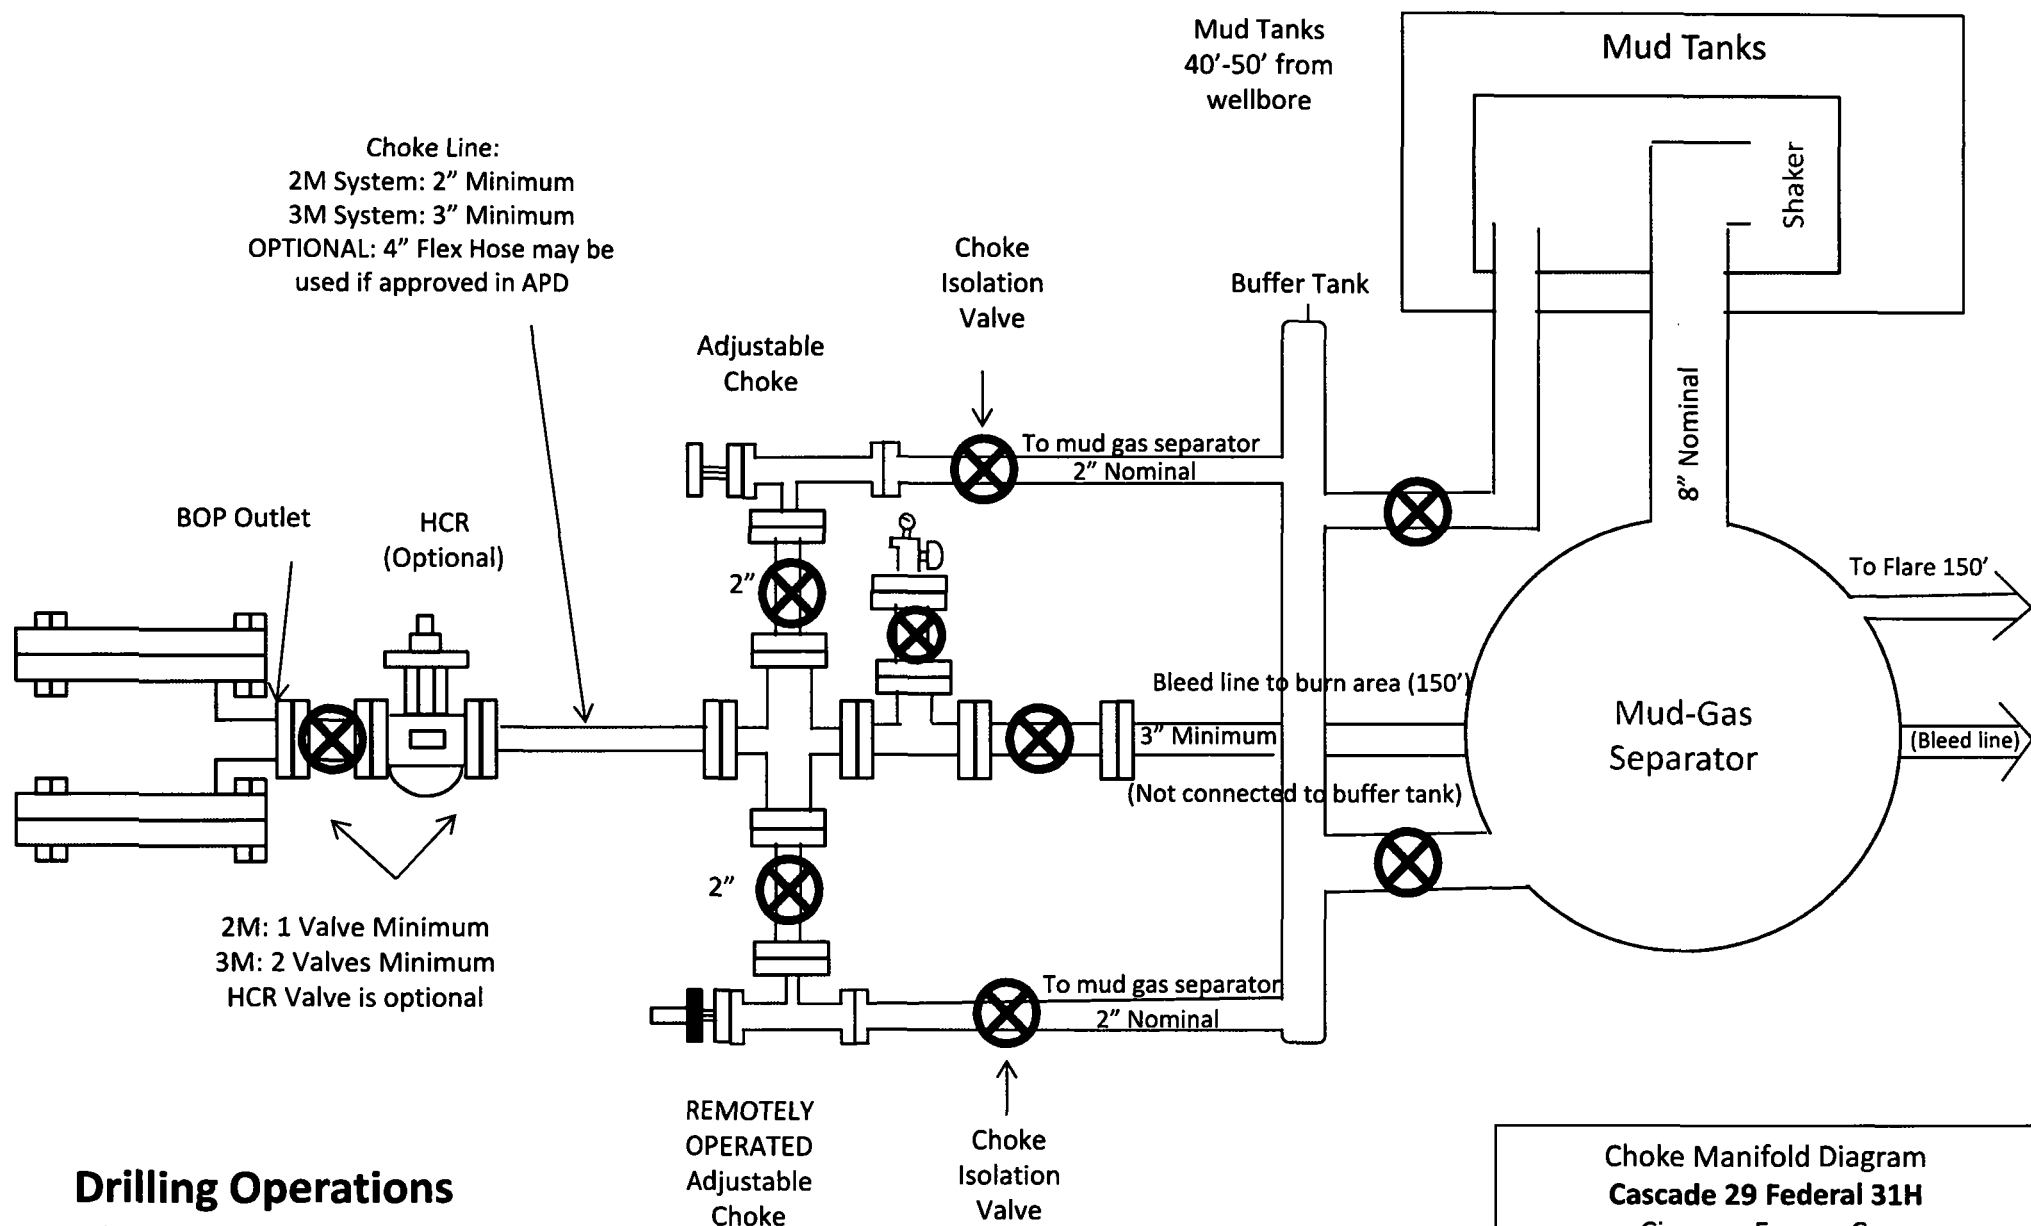 Mud Tanks
40’-50’ from
wellbore
Mud Tanks
Shaker
Choke Line:
2M System: 2” Minimum
3M System: 3” Minimum
OPTIONAL: 4” Flex Hose may be
used if approved in APD
Choke
Isolation
Valve
Buffer Tank
Adjustable
Choke
8” Nominal
To mud gas separator
2” Nominal
BOP Outlet
HCR
(Optional)
2”
To Flare 150’
Bleed line to burn area (150’)
3” Minimum
(Not connected to buffer tank)
Mud-Gas
Separator
(Bleed line)
2”
2M: 1 Valve Minimum
3M: 2 Valves Minimum
HCR Valve is optional
To mud gas separator
2” Nominal
REMOTELY
OPERATED
Adjustable
Choke
Choke
Isolation
Valve
Drilling Operations
Choke Manifold Diagram
Cascade 29 Federal 31H